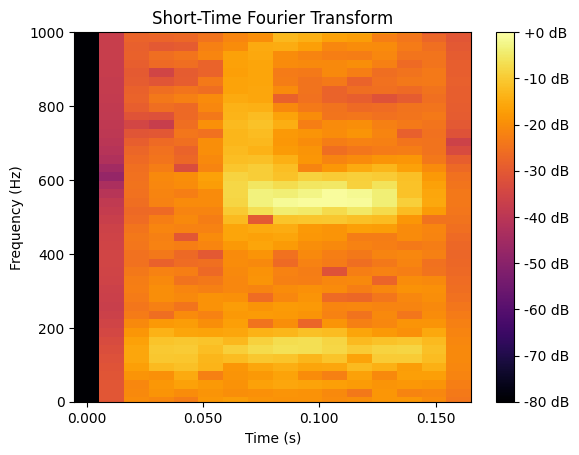 Short-Time Fourier Transform
1000
800
600
400
200
0
Frequency (Hz)
0.000
0.050
0.100
0.150
Time (s)
+0 dB
-10 dB
-20 dB
-30 dB
-40 dB
-50 dB
-60 dB
-70 dB
-80 dB